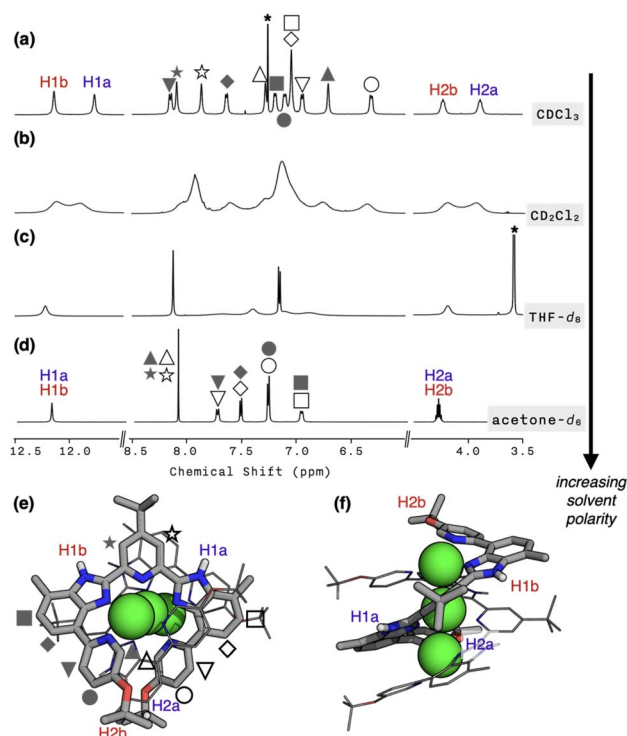 (a)
*
H1b
H1a
H2b
H2a
CDCl₃
(b)
CD₂Cl₂
(c)
*
THF-d₈
(d)
H1a
H1b
H2a
H2b
acetone-d₆
12.5 12.0 8.5 8.0 7.5 7.0 6.5 4.0 3.5
Chemical Shift (ppm)
increasing
solvent
polarity
(e)
H1b
H1a
H2a
H2b
(f)
H2b
H1b
H1a
H2a